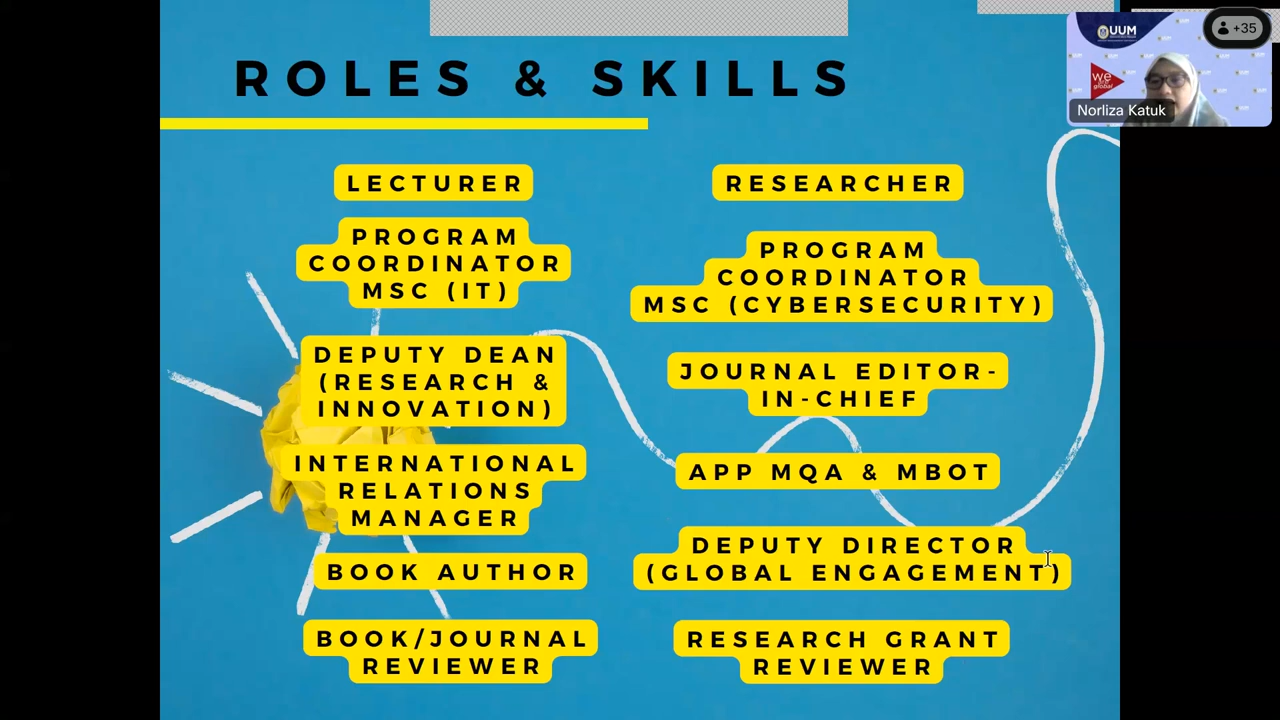 ROLES & SKILLS
LECTURER
PROGRAM
COORDINATOR
MSC (IT)
DEPUTY DEAN
(RESEARCH &
INNOVATION)
INTERNATIONAL
RELATIONS
MANAGER
BOOK AUTHOR
BOOK/JOURNAL
REVIEWER
RESEARCHER
PROGRAM
COORDINATOR
MSC (CYBERSECURITY)
JOURNAL EDITOR-
IN-CHIEF
APP MQA & MBOT
DEPUTY DIRECTOR
(GLOBAL ENGAGEMENT)
RESEARCH GRANT
REVIEWER
UUM
we
global
Norliza Katuk
+35